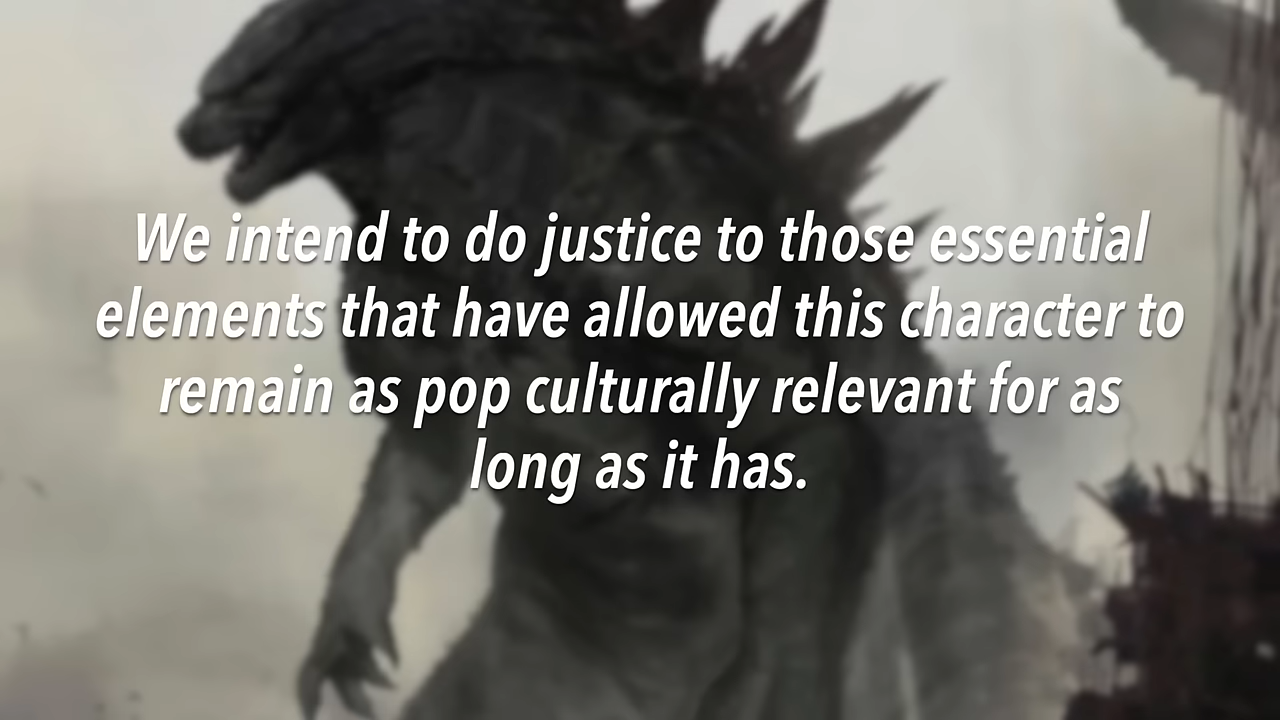 We intend to do justice to those essential
elements that have allowed this character to
remain as pop culturally relevant for as
long as it has.